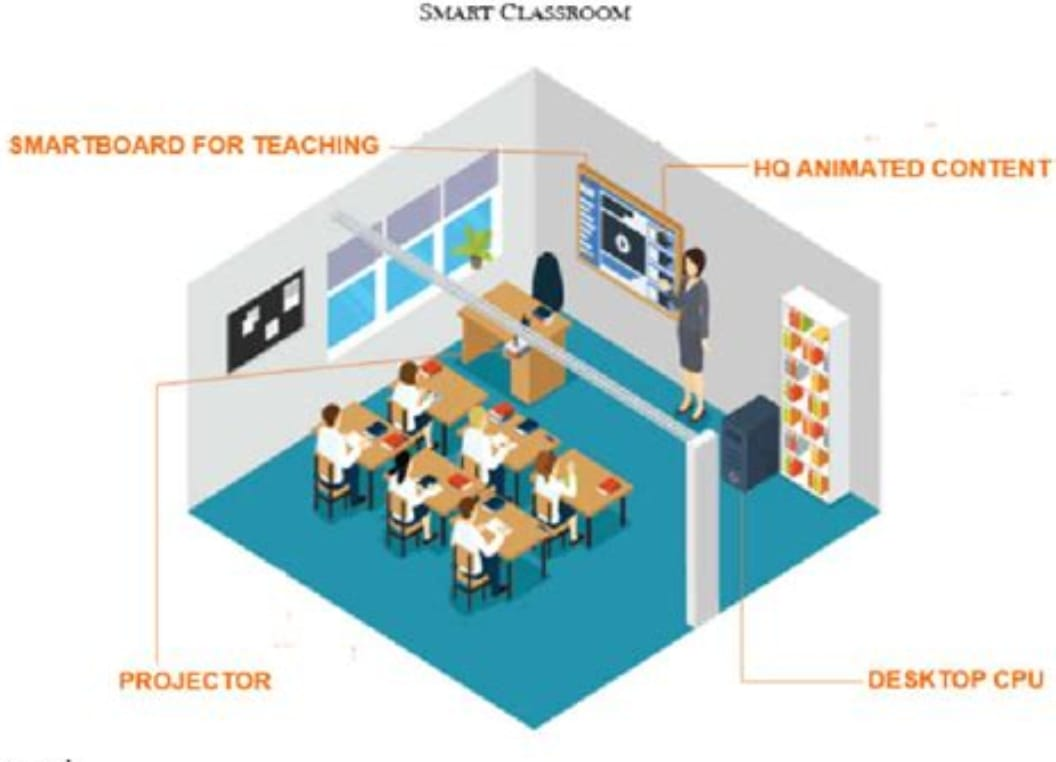 SMART CLASSROOM
SMARTBOARD FOR TEACHING
HQ ANIMATED CONTENT
PROJECTOR
DESKTOP CPU